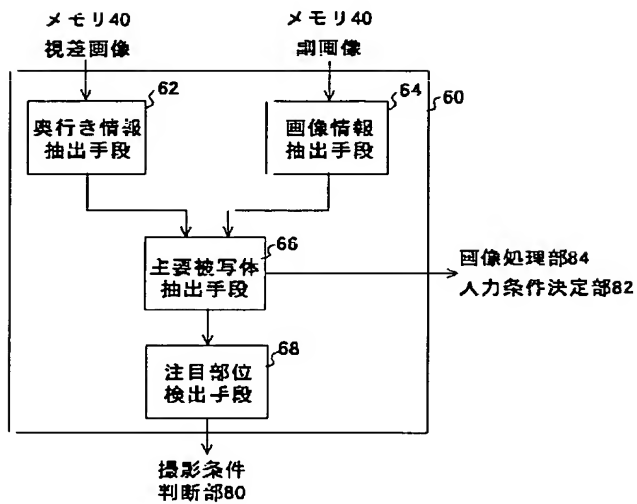 メモリ40
視差画像
メモリ40
副画像
62
64
60
奥行き情報
抽出手段
画像情報
抽出手段
66
主要被写体
抽出手段
画像処理部84
入力条件決定部82
68
注目部位
検出手段
撮影条件
判断部80